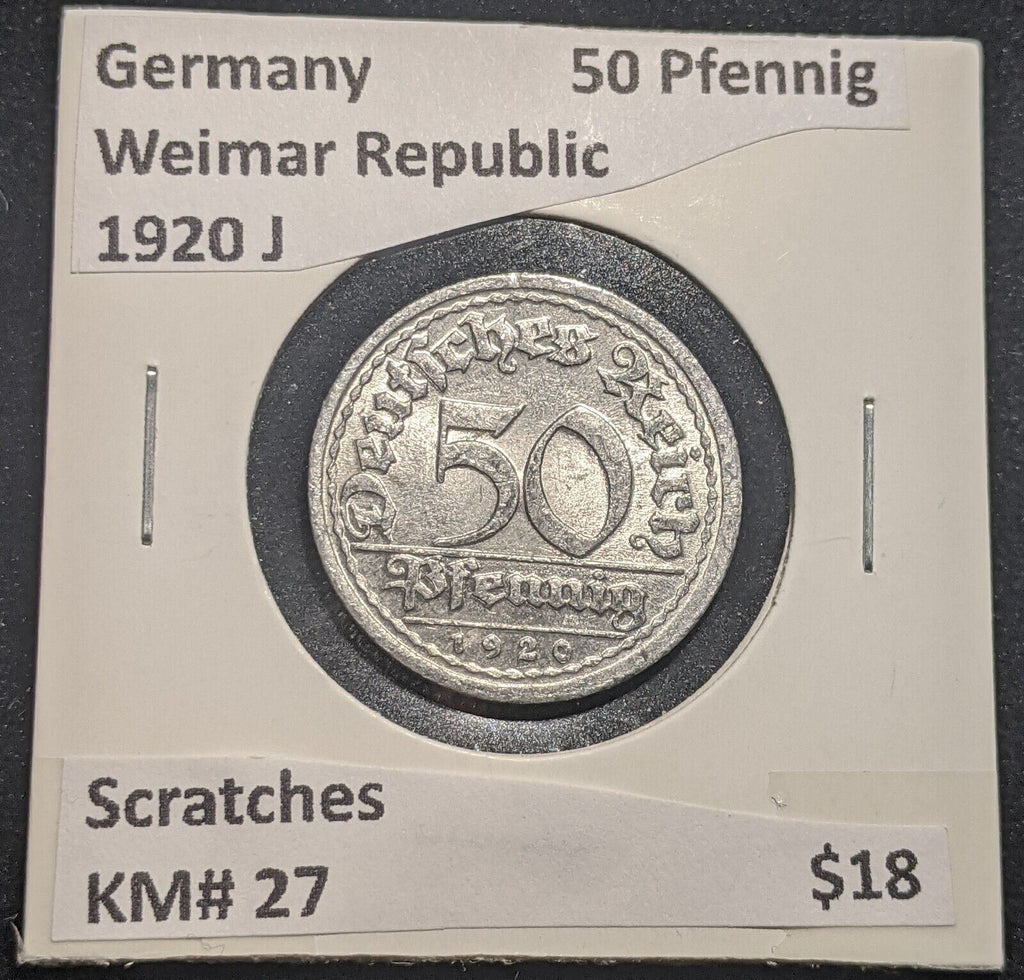 Germany 50 Pfennig
Weimar Republic
1920 J
Deutsches Reich
50
Pfennig
1920
Scratches
KM# 27 $18